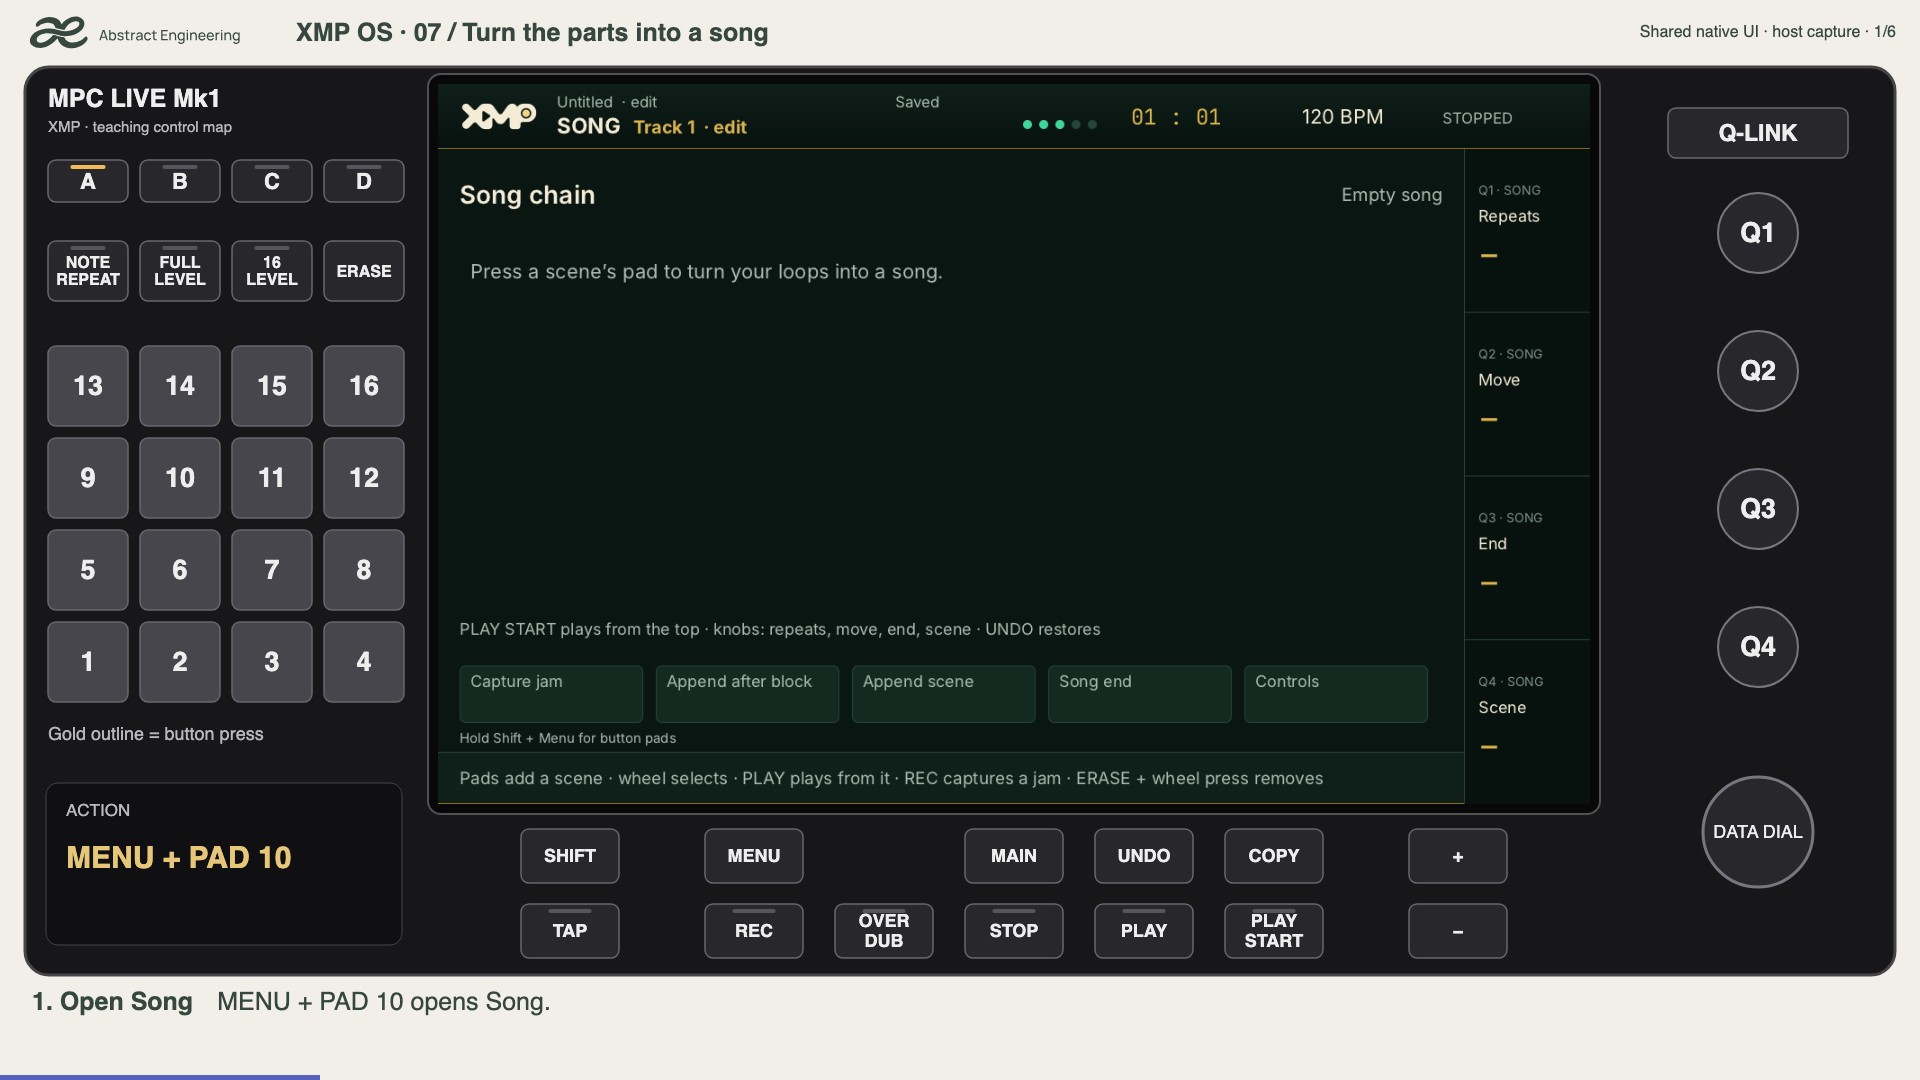 Abstract Engineering
XMP OS · 07 / Turn the parts into a song
Shared native UI · host capture · 1/6
MPC LIVE Mk1
XMP · teaching control map
A
B
C
D
NOTE REPEAT
FULL LEVEL
16 LEVEL
ERASE
13
14
15
16
9
10
11
12
5
6
7
8
1
2
3
4
Gold outline = button press
ACTION
MENU + PAD 10
XMP
Untitled · edit
Saved
SONG Track 1 · edit
01 : 01
120 BPM
STOPPED
Song chain
Empty song
Press a scene’s pad to turn your loops into a song.
PLAY START plays from the top · knobs: repeats, move, end, scene · UNDO restores
Capture jam
Append after block
Append scene
Song end
Controls
Hold Shift + Menu for button pads
Pads add a scene · wheel selects · PLAY plays from it · REC captures a jam · ERASE + wheel press removes
Q1 · SONG
Repeats
–
Q2 · SONG
Move
–
Q3 · SONG
End
–
Q4 · SONG
Scene
–
Q-LINK
Q1
Q2
Q3
Q4
DATA DIAL
SHIFT
MENU
MAIN
UNDO
COPY
+
TAP
REC
OVER DUB
STOP
PLAY
PLAY START
–
1. Open Song MENU + PAD 10 opens Song.